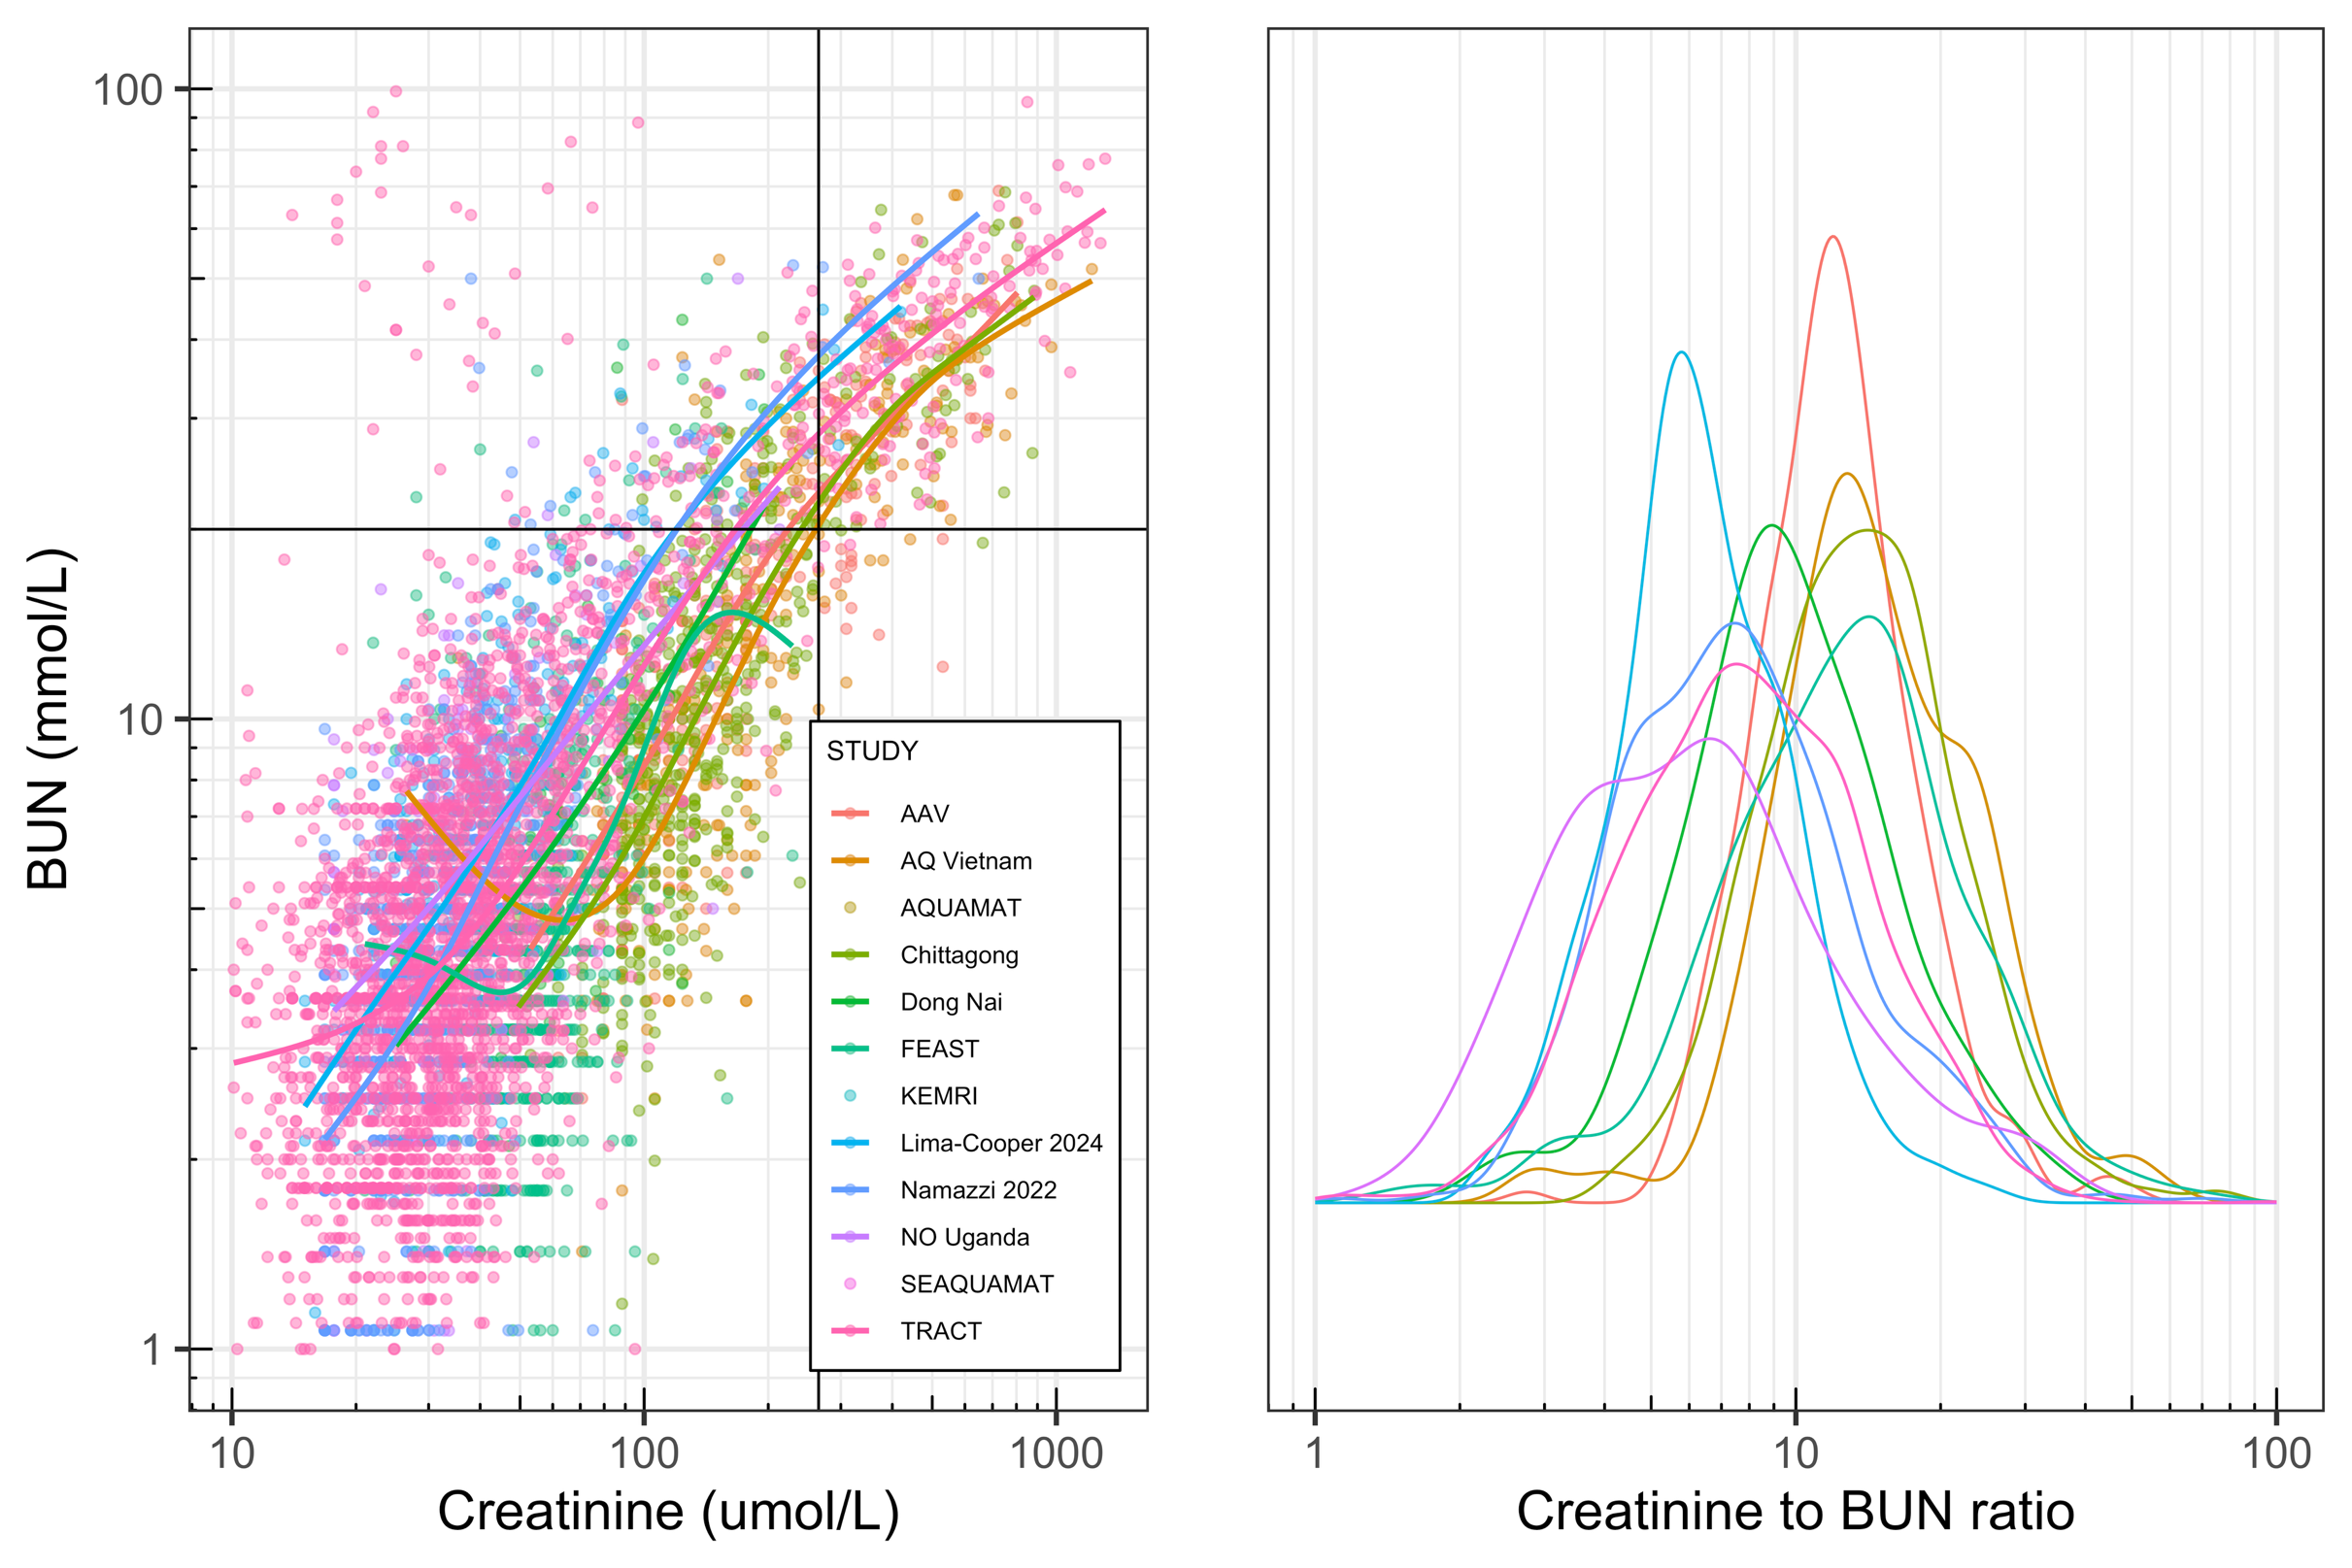 100
10
1
BUN (mmol/L)
10
100
1000
Creatinine (umol/L)
STUDY
AAV
AQ Vietnam
AQUAMAT
Chittagong
Dong Nai
FEAST
KEMRI
Lima-Cooper 2024
Namazzi 2022
NO Uganda
SEAQUAMAT
TRACT
1
10
100
Creatinine to BUN ratio